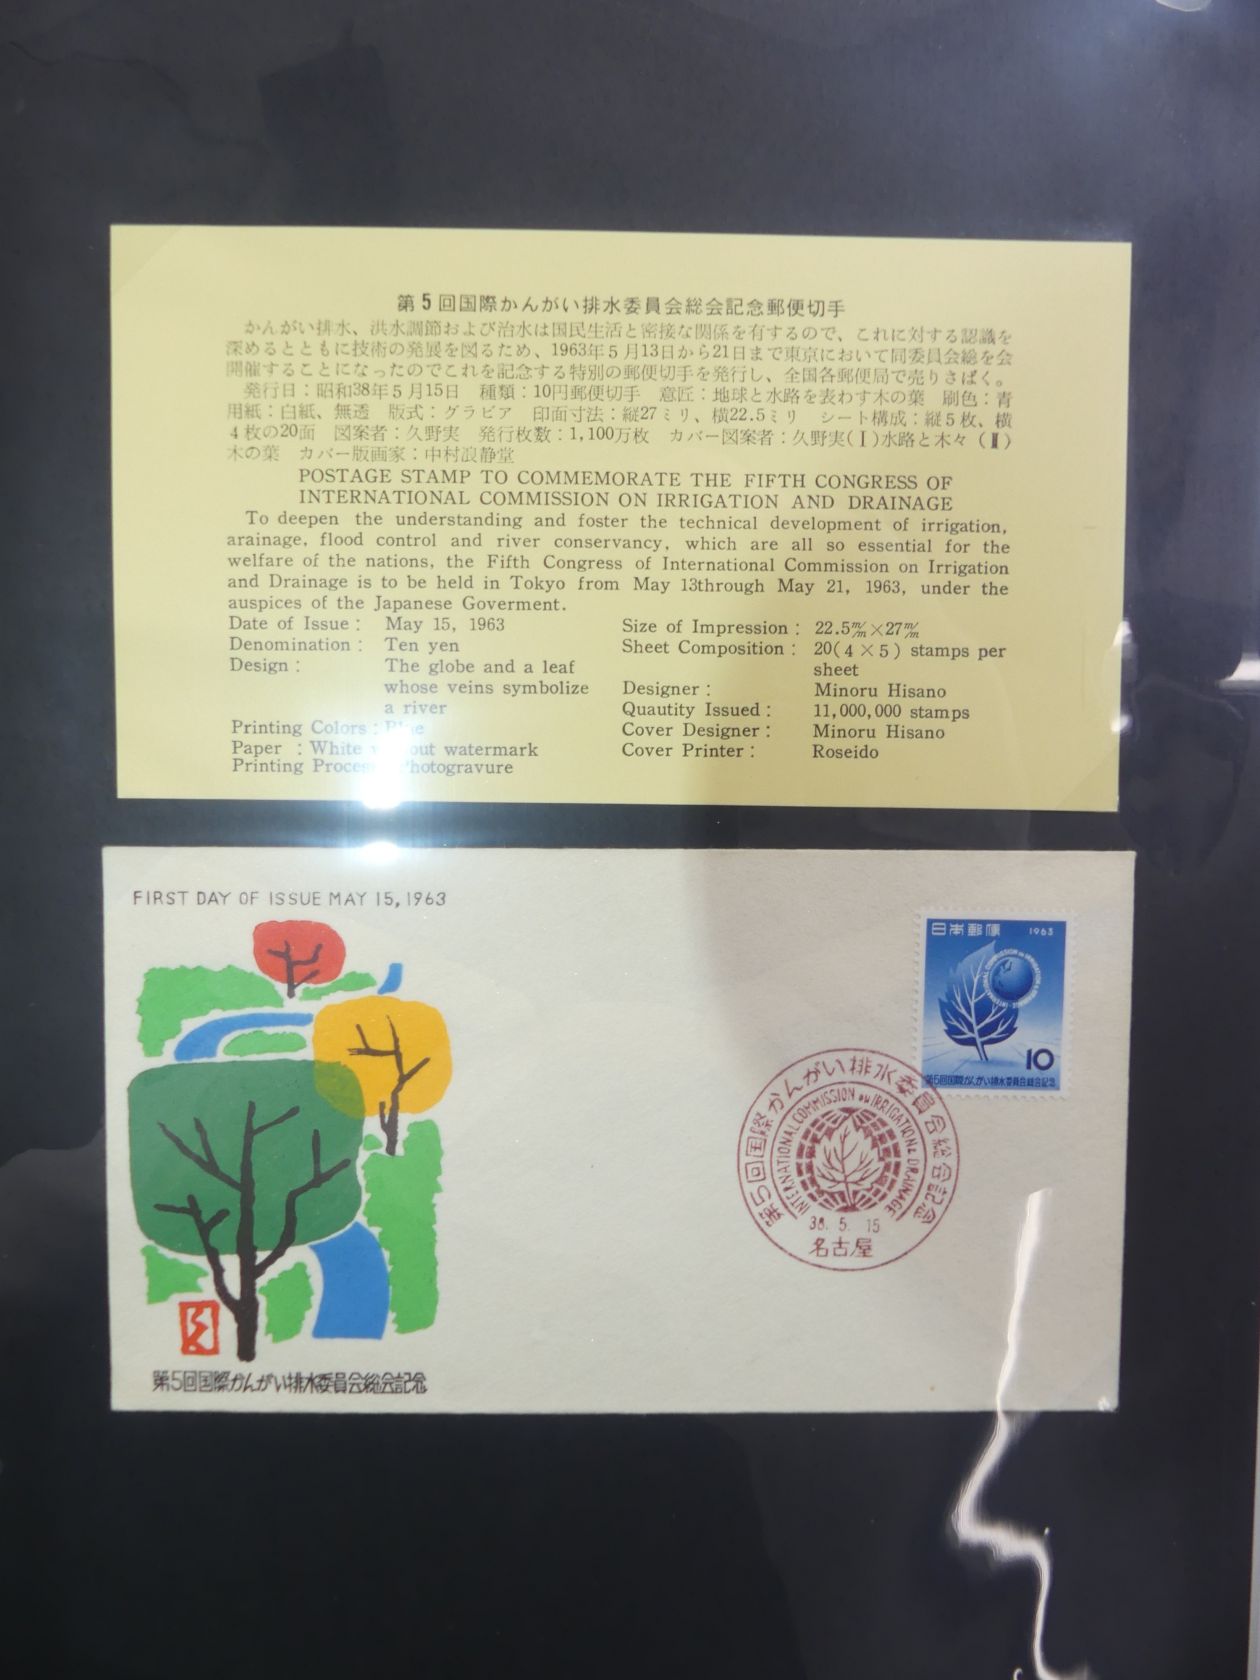 第5回国際かんがい排水委員会総会記念郵便切手
かんがい排水、洪水調節および治水は国民生活と密接な関係を有するので、これに対する認識を
深めるとともに技術の発展を図るため、1963年5月13日から21日まで東京において同委員会総を会
開催することになったのでこれを記念する特別の郵便切手を発行し、全国各郵便局で売りさばく。
発行日：昭和38年5月15日 種類：10円郵便切手 意匠：地球と水路を表わす木の葉 刷色：青
用紙：白紙、無透 版式：グラビア 印面寸法：縦27ミリ、横22.5ミリ シート構成：縦5枚、横
4枚の20面 図案者：久野実 発行枚数：1,100万枚 カバー図案者：久野実(Ⅰ)水路と木々(Ⅱ)
木の葉 カバー版画家：中村浪静堂
POSTAGE STAMP TO COMMEMORATE THE FIFTH CONGRESS OF
INTERNATIONAL COMMISSION ON IRRIGATION AND DRAINAGE
To deepen the understanding and foster the technical development of irrigation,
arainage, flood control and river conservancy, which are all so essential for the
welfare of the nations, the Fifth Congress of International Commission on Irrigation
and Drainage is to be held in Tokyo from May 13through May 21, 1963, under the
auspices of the Japanese Goverment.
Date of Issue: May 15, 1963
Denomination: Ten yen
Design: The globe and a leaf
whose veins symbolize
a river
Printing Colors: Blue
Paper: White without watermark
Printing Process: Photogravure
Size of Impression: 22.5m/m×27m/m
Sheet Composition: 20(4×5) stamps per
sheet
Designer: Minoru Hisano
Quautity Issued: 11,000,000 stamps
Cover Designer: Minoru Hisano
Cover Printer: Roseido
FIRST DAY OF ISSUE MAY 15, 1963
日本郵便 1963
INTERNATIONAL COMMISSION on IRRIGATION & DRAINAGE
10
第5回国際かんがい排水委員会総会記念
第5回国際かんがい排水委員会総会記念
INTERNATIONAL COMMISSION on IRRIGATION & DRAINAGE
38. 5. 15
名古屋
第5回国際かんがい排水委員会総会記念